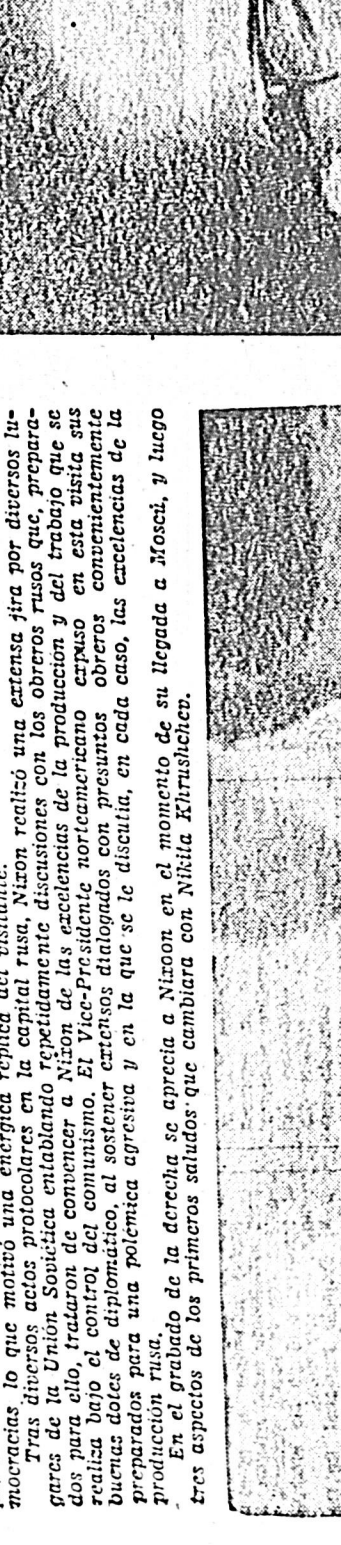 mocracias lo que motivó una enérgica réplica del visitante.
Tras diversos actos protocolares en la capital rusa, Nixon realizó una extensa jira por diversos lu-
gares de la Unión Soviética entablando repetidamente discusiones con los obreros rusos que, prepara-
dos para ello, trataron de convencer a Nixon de las excelencias de la producción y del trabajo que se
realiza bajo el control del comunismo. El Vice-Presidente norteamericano expuso en esta visita sus
buenas dotes de diplomático, al sostener extensos dialogados con presuntos obreros convenientemente
preparados para una polémica agresiva y en la que se le discutía, en cada caso, las excelencias de la
producción rusa.
En el grabado de la derecha se aprecia a Nixoon en el momento de su llegada a Moscú, y luego
tres aspectos de los primeros saludos que cambiara con Nikita Khrushchev.